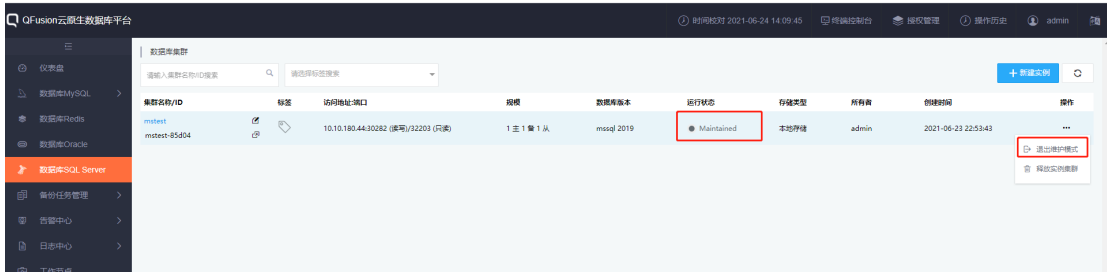 QFusion云原生数据库平台
时间校对 2021-06-24 14:09:45
终端控制台
授权管理
操作历史
admin
仪表盘
数据库MySQL
数据库Redis
数据库Oracle
数据库SQL Server
备份任务管理
告警中心
日志中心
工作节点
数据库集群
请输入集群名称/ID搜索
请选择标签搜索
新建实例
集群名称/ID 标签 访问地址:端口 规模 数据库版本 运行状态 存储类型 所有者 创建时间 操作
mstest
mstest-85d04
10.10.180.44:30282 (读写)/32203 (只读) 1 主 1 备 1 从 mssql 2019 Maintained 本地存储 admin 2021-06-23 22:53:43
退出维护模式
释放实例集群